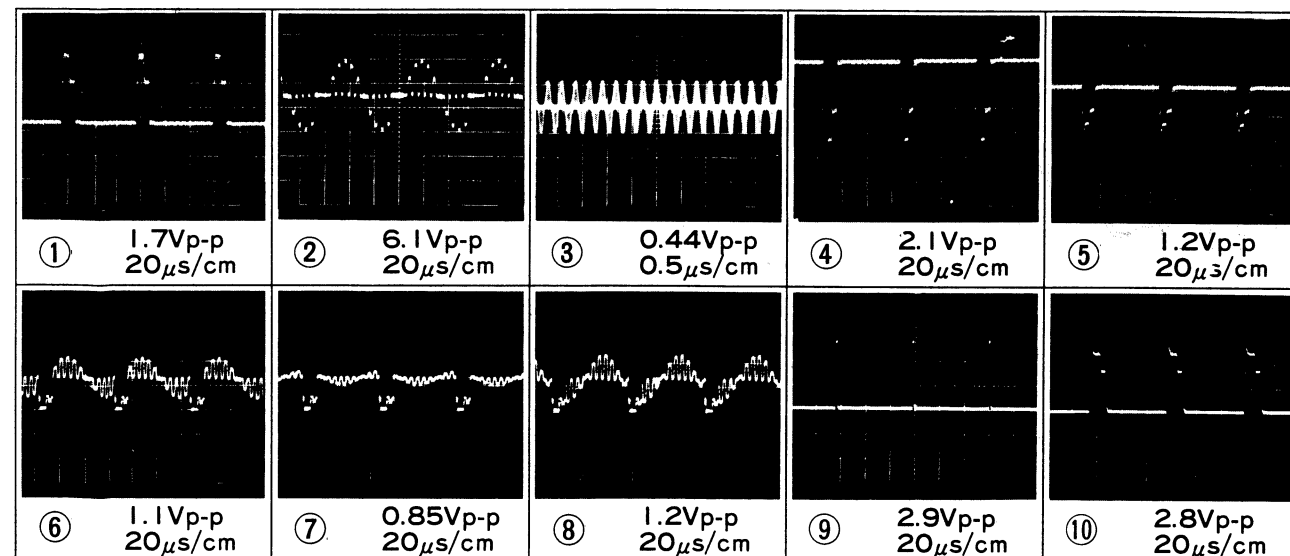 ① 1.7Vp-p
20μs/cm
② 6.1Vp-p
20μs/cm
③ 0.44Vp-p
0.5μs/cm
④ 2.1Vp-p
20μs/cm
⑤ 1.2Vp-p
20μs/cm
⑥ 1.1Vp-p
20μs/cm
⑦ 0.85Vp-p
20μs/cm
⑧ 1.2Vp-p
20μs/cm
⑨ 2.9Vp-p
20μs/cm
⑩ 2.8Vp-p
20μs/cm